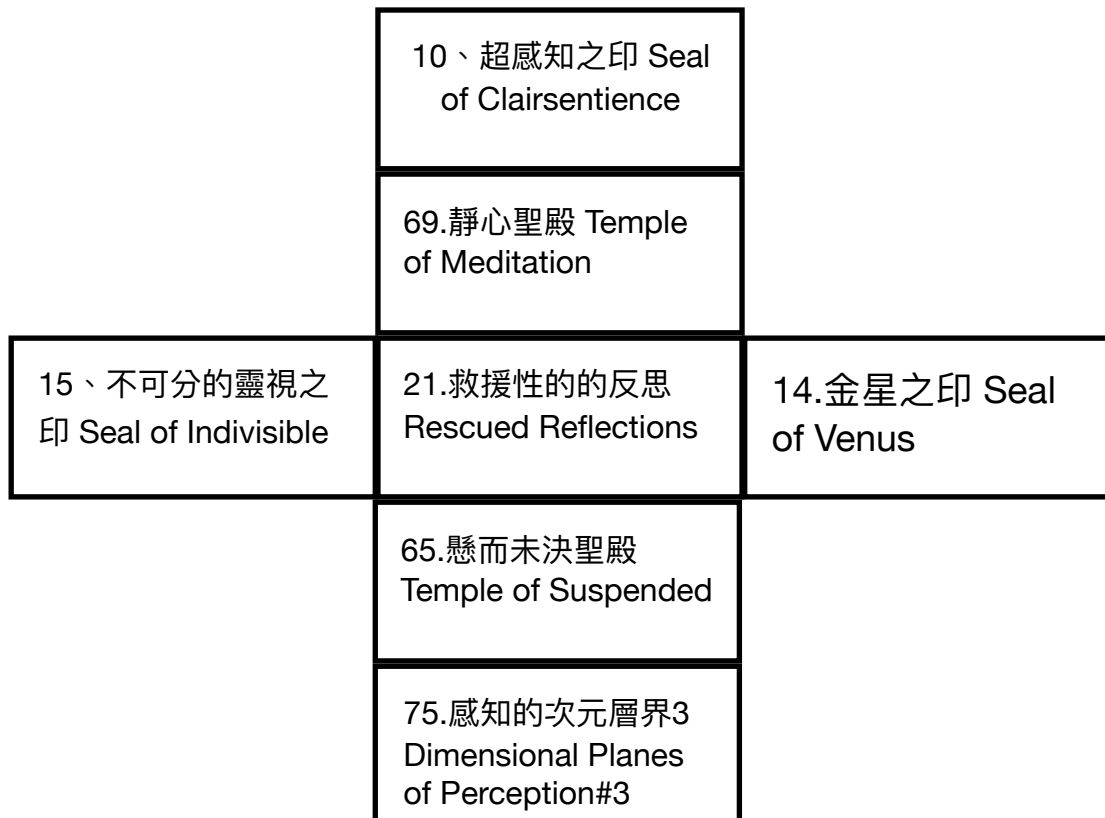 10、超感知之印 Seal
of Clairsentience
69.靜心聖殿 Temple
of Meditation
15、不可分的靈視之
印 Seal of Indivisible
21.救援性的的反思
Rescued Reflections
14.金星之印 Seal
of Venus
65.懸而未決聖殿
Temple of Suspended
75.感知的次元層界3
Dimensional Planes
of Perception#3